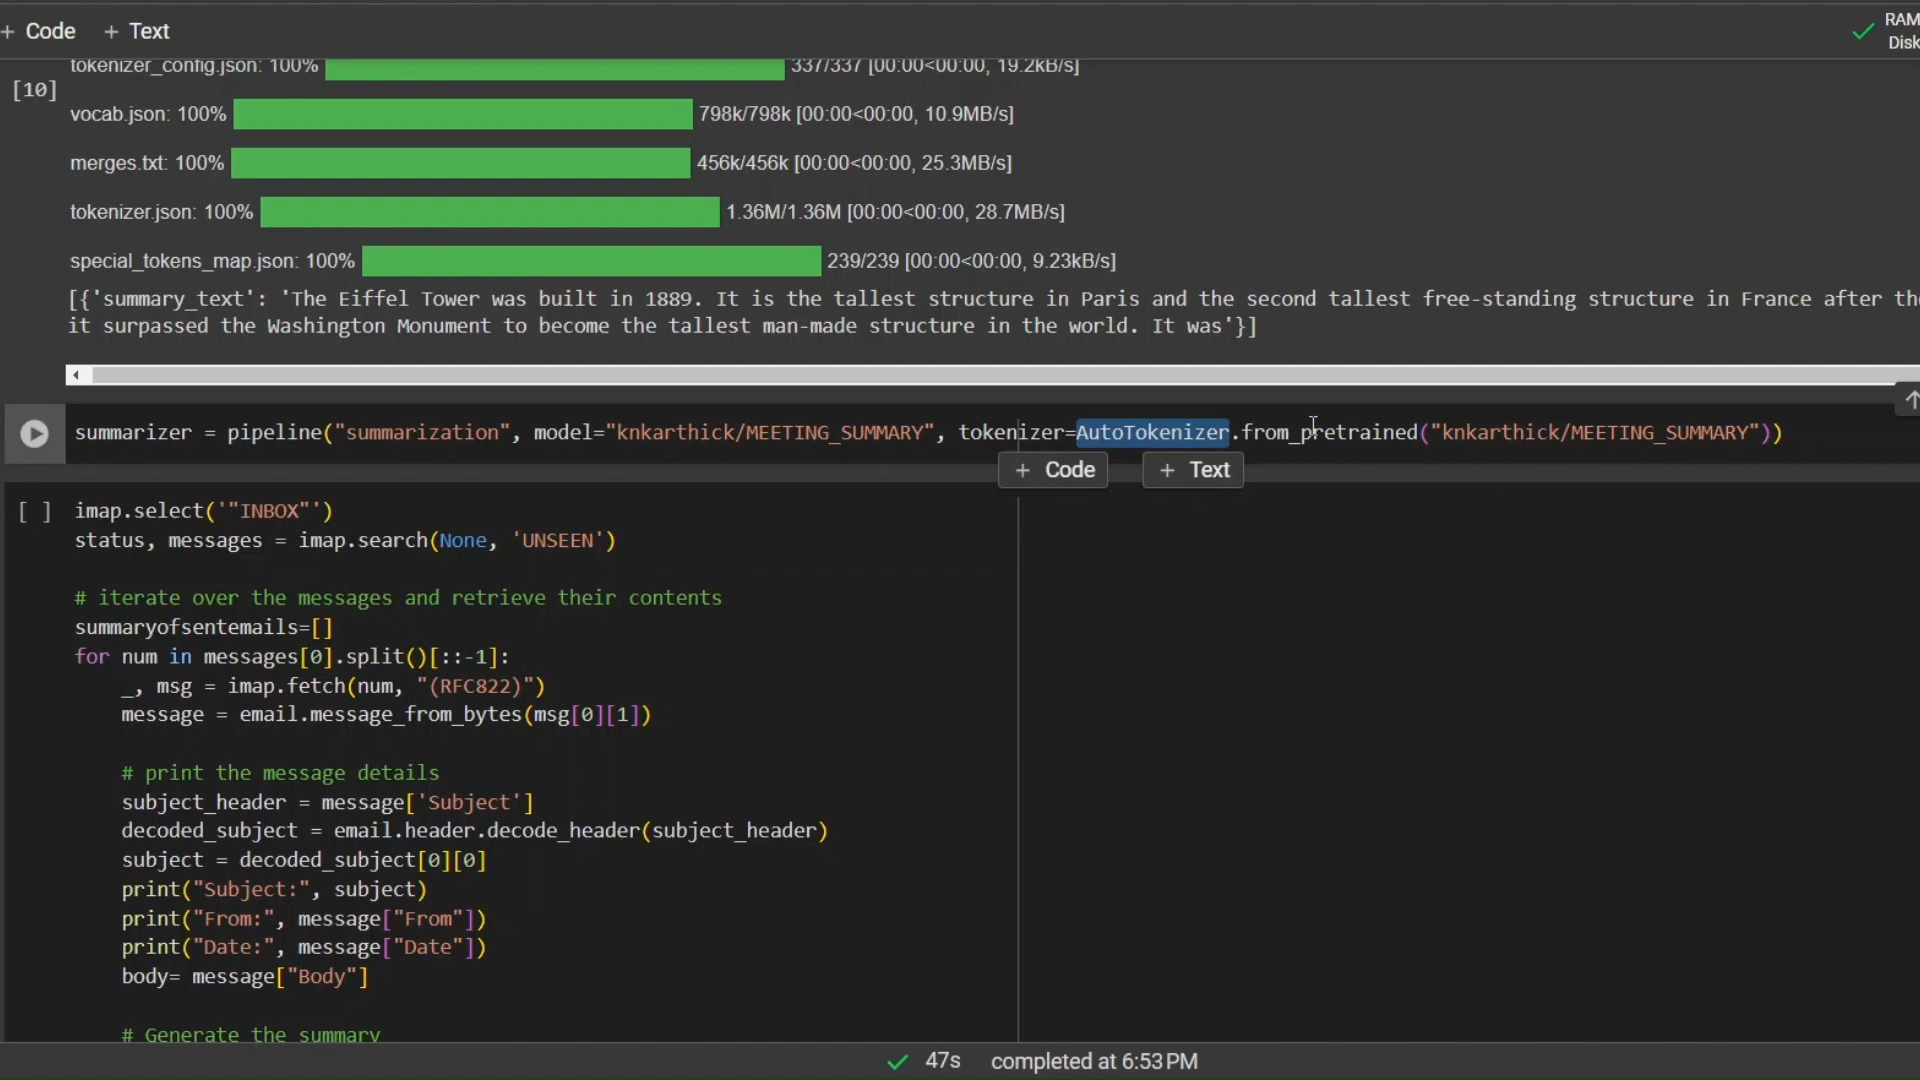 + Code + Text
RAM
Disk
tokenizer_config.json: 100% 337/337 [00:00<00:00, 19.2kB/s]
[10]
vocab.json: 100% 798k/798k [00:00<00:00, 10.9MB/s]
merges.txt: 100% 456k/456k [00:00<00:00, 25.3MB/s]
tokenizer.json: 100% 1.36M/1.36M [00:00<00:00, 28.7MB/s]
special_tokens_map.json: 100% 239/239 [00:00<00:00, 9.23kB/s]
[{'summary_text': 'The Eiffel Tower was built in 1889. It is the tallest structure in Paris and the second tallest free-standing structure in France after the
it surpassed the Washington Monument to become the tallest man-made structure in the world. It was'}]
summarizer = pipeline("summarization", model="knkarthick/MEETING_SUMMARY", tokenizer=AutoTokenizer.from_pretrained("knkarthick/MEETING_SUMMARY"))
+ Code + Text
[ ] imap.select('"INBOX"')
status, messages = imap.search(None, 'UNSEEN')
# iterate over the messages and retrieve their contents
summaryofsentemails=[]
for num in messages[0].split()[::-1]:
_, msg = imap.fetch(num, "(RFC822)")
message = email.message_from_bytes(msg[0][1])
# print the message details
subject_header = message['Subject']
decoded_subject = email.header.decode_header(subject_header)
subject = decoded_subject[0][0]
print("Subject:", subject)
print("From:", message["From"])
print("Date:", message["Date"])
body= message["Body"]
# Generate the summary
47s completed at 6:53 PM